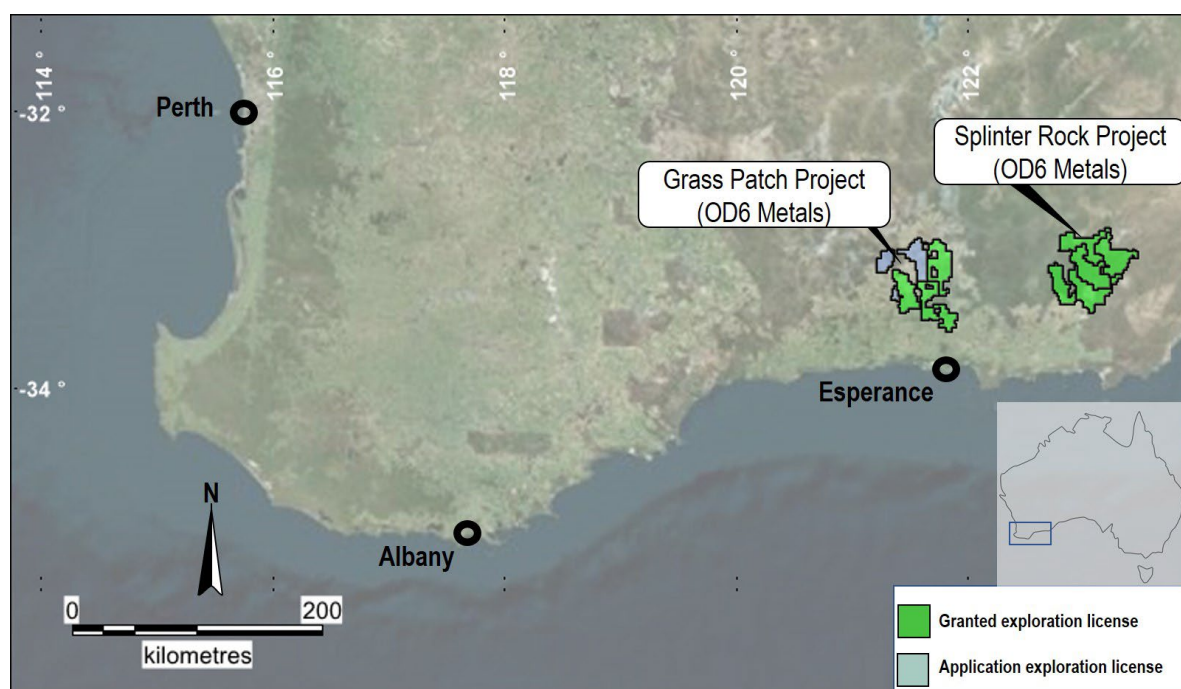 114 °
116 °
118 °
120 °
122 °
-32 °
Perth
Splinter Rock Project
(OD6 Metals)
Grass Patch Project
(OD6 Metals)
-34 °
Esperance
N
Albany
0
200
kilometres
Granted exploration license
Application exploration license